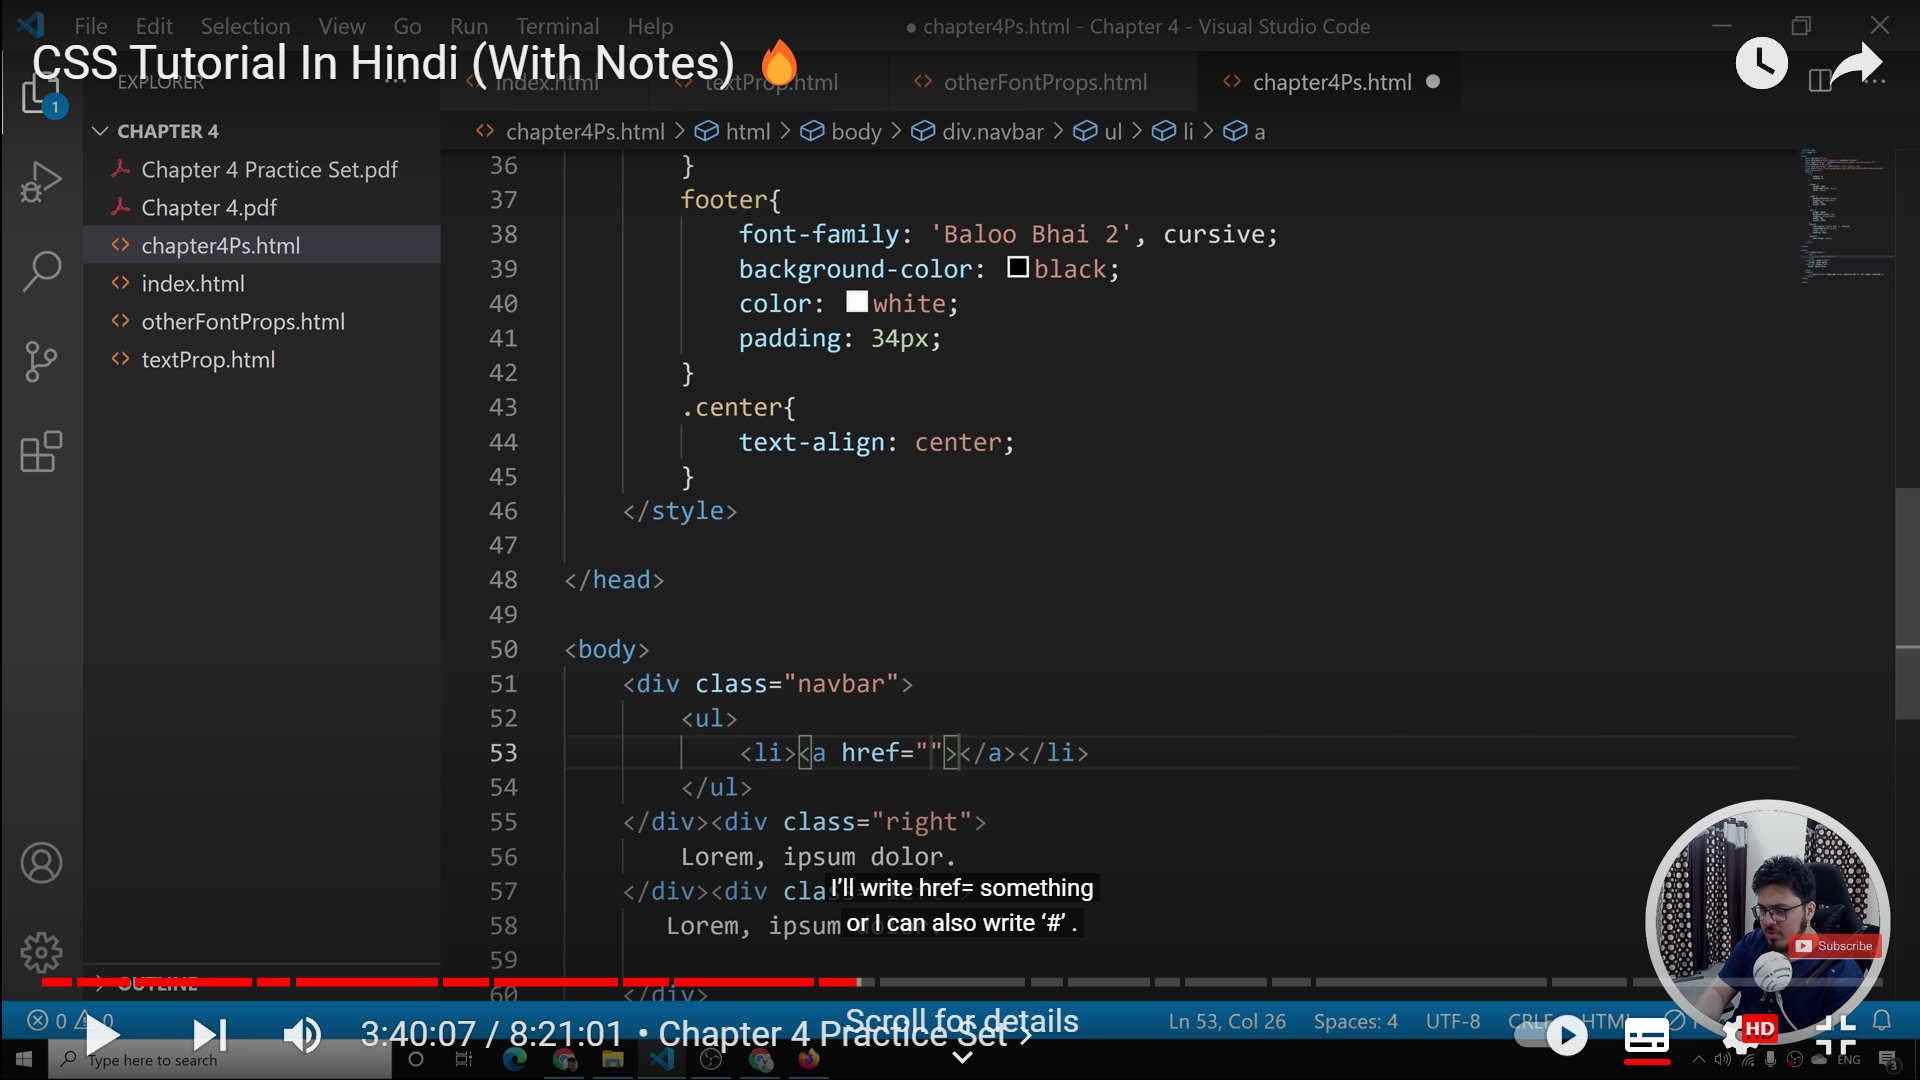 File Edit Selection View Go Run Terminal Help
● chapter4Ps.html - Chapter 4 - Visual Studio Code
CSS Tutorial In Hindi (With Notes) 🔥
EXPLORER
index.html textProp.html otherFontProps.html chapter4Ps.html ●
1
CHAPTER 4
Chapter 4 Practice Set.pdf
Chapter 4.pdf
chapter4Ps.html
index.html
otherFontProps.html
textProp.html
chapter4Ps.html > html > body > div.navbar > ul > li > a
36 }
37 footer{
38 font-family: 'Baloo Bhai 2', cursive;
39 background-color: black;
40 color: white;
41 padding: 34px;
42 }
43 .center{
44 text-align: center;
45 }
46 </style>
47
48 </head>
49
50 <body>
51 <div class="navbar">
52 <ul>
53 <li><a href=""></a></li>
54 </ul>
55 </div><div class="right">
56 Lorem, ipsum dolor.
57 </div><div clas
58 Lorem, ipsum
59
60 </div>
I'll write href= something
or I can also write '#' .
Subscribe
OUTLINE
0 0
Ln 53, Col 26 Spaces: 4 UTF-8 CRLF HTML
3:40:07 / 8:21:01 • Chapter 4 Practice Set >
Scroll for details
HD
Type here to search
ENG
3